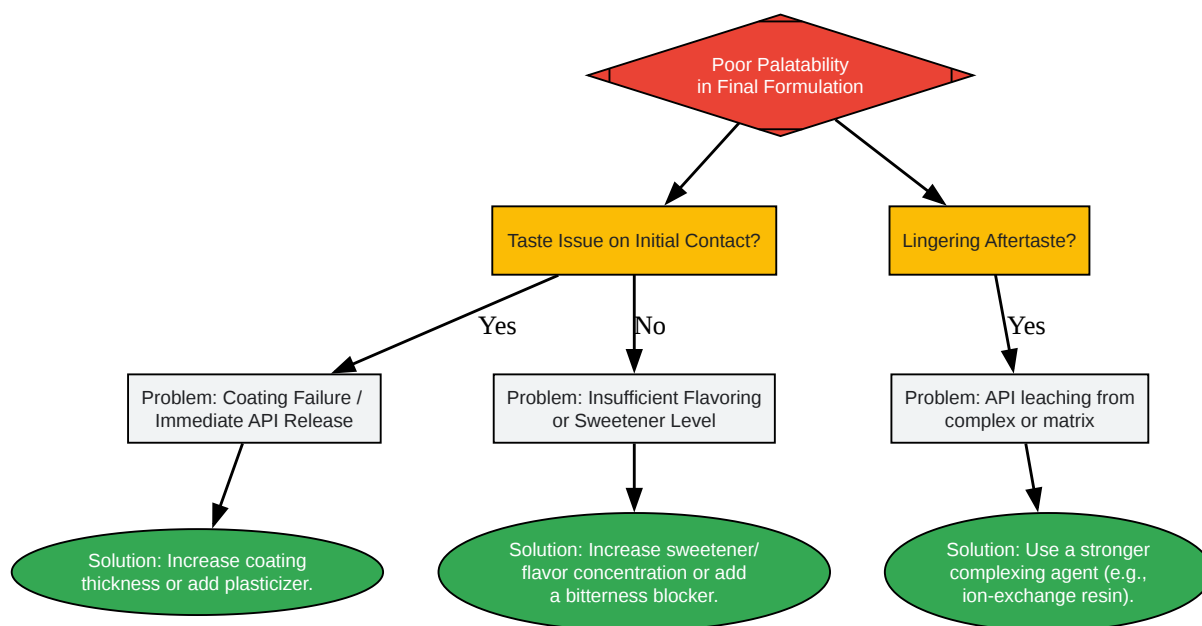 Poor Palatability
in Final Formulation
Taste Issue on Initial Contact?
Lingering Aftertaste?
Yes
No
Yes
Problem: Coating Failure /
Immediate API Release
Problem: Insufficient Flavoring
or Sweetener Level
Problem: API leaching from
complex or matrix
Solution: Increase coating
thickness or add plasticizer.
Solution: Increase sweetener/
flavor concentration or add
a bitterness blocker.
Solution: Use a stronger
complexing agent (e.g.,
ion-exchange resin).